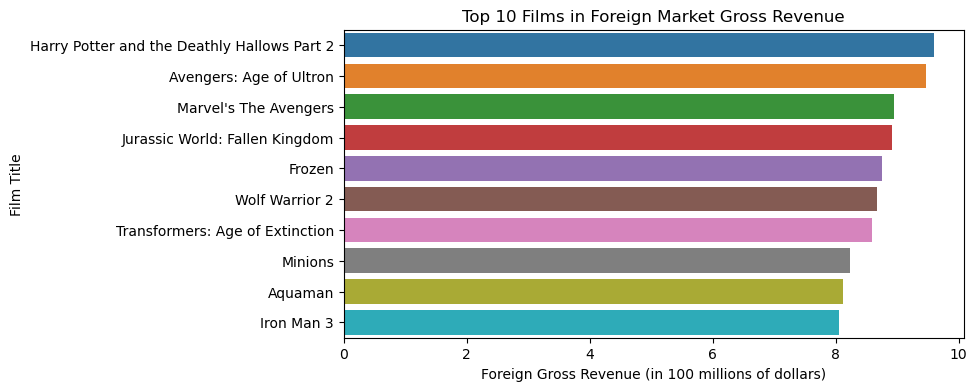 Top 10 Films in Foreign Market Gross Revenue
Film Title
Harry Potter and the Deathly Hallows Part 2
Avengers: Age of Ultron
Marvel's The Avengers
Jurassic World: Fallen Kingdom
Frozen
Wolf Warrior 2
Transformers: Age of Extinction
Minions
Aquaman
Iron Man 3
0 2 4 6 8 10
Foreign Gross Revenue (in 100 millions of dollars)